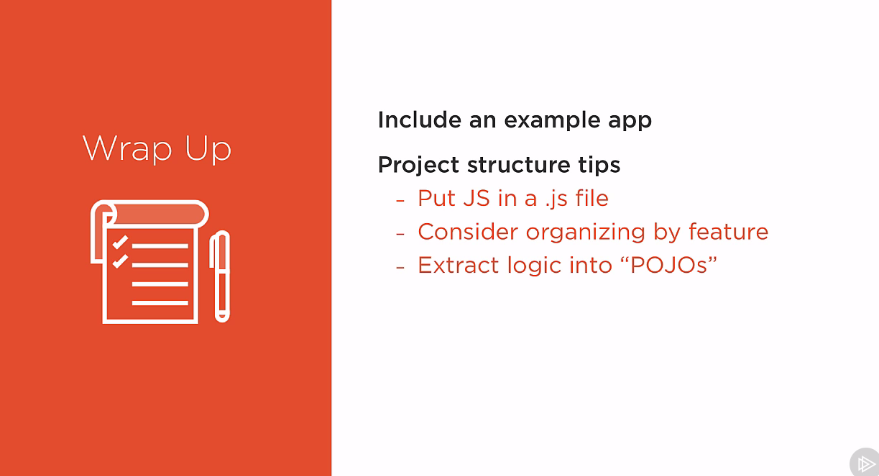 Wrap Up
Include an example app
Project structure tips
- Put JS in a .js file
- Consider organizing by feature
- Extract logic into “POJOs”